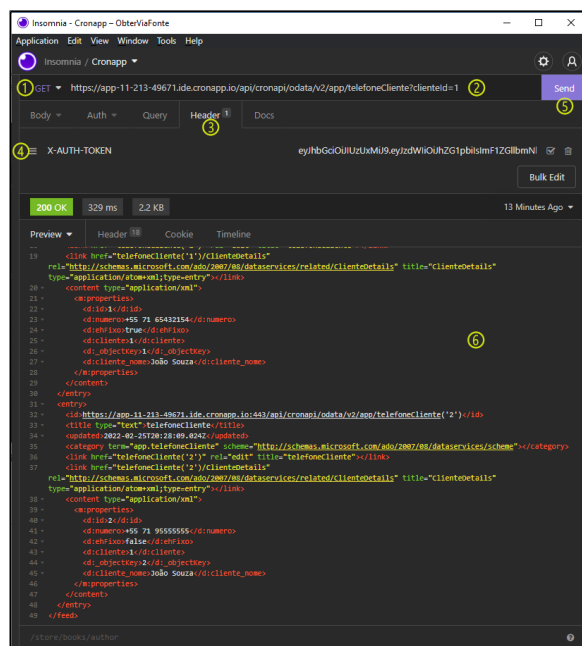 Insomnia - Cronapp – ObterViaFonte
Application Edit View Window Tools Help
Insomnia / Cronapp
1 GET https://app-11-213-49671.ide.cronapp.io/api/cronapi/odata/v2/app/telefoneCliente?clienteId=1 2 Send
5
Body Auth Query Header 1 Docs
3
4 X-AUTH-TOKEN eyJhbGciOiJIUzUxMiJ9.eyJzdWIiOiJhZG1pbiIsImF1ZGllbmNl
Bulk Edit
200 OK 329 ms 2.2 KB 13 Minutes Ago
Preview Header 18 Cookie Timeline
19 <link href="telefoneCliente('1')/ClienteDetails"
rel="http://schemas.microsoft.com/ado/2007/08/dataservices/related/ClienteDetails" title="ClienteDetails"
type="application/atom+xml;type=entry"></link>
20 <content type="application/xml">
21 <m:properties>
22 <d:id>1</d:id>
23 <d:numero>+55 71 65432154</d:numero>
24 <d:ehFixo>true</d:ehFixo>
25 <d:cliente>1</d:cliente>
26 <d:_objectKey>1</d:_objectKey>
27 <d:cliente_nome>João Souza</d:cliente_nome>
28 </m:properties>
29 </content>
6
30 </entry>
31 <entry>
32 <id>https://app-11-213-49671.ide.cronapp.io:443/api/cronapi/odata/v2/app/telefoneCliente('2')</id>
33 <title type="text">telefoneCliente</title>
34 <updated>2022-02-25T20:28:09.024Z</updated>
35 <category term="app.telefoneCliente" scheme="http://schemas.microsoft.com/ado/2007/08/dataservices/scheme"></category>
36 <link href="telefoneCliente('2')" rel="edit" title="telefoneCliente"></link>
37 <link href="telefoneCliente('2')/ClienteDetails"
rel="http://schemas.microsoft.com/ado/2007/08/dataservices/related/ClienteDetails" title="ClienteDetails"
type="application/atom+xml;type=entry"></link>
38 <content type="application/xml">
39 <m:properties>
40 <d:id>2</d:id>
41 <d:numero>+55 71 95555555</d:numero>
42 <d:ehFixo>false</d:ehFixo>
43 <d:cliente>1</d:cliente>
44 <d:_objectKey>2</d:_objectKey>
45 <d:cliente_nome>João Souza</d:cliente_nome>
46 </m:properties>
47 </content>
48 </entry>
49 </feed>
/store/books/author